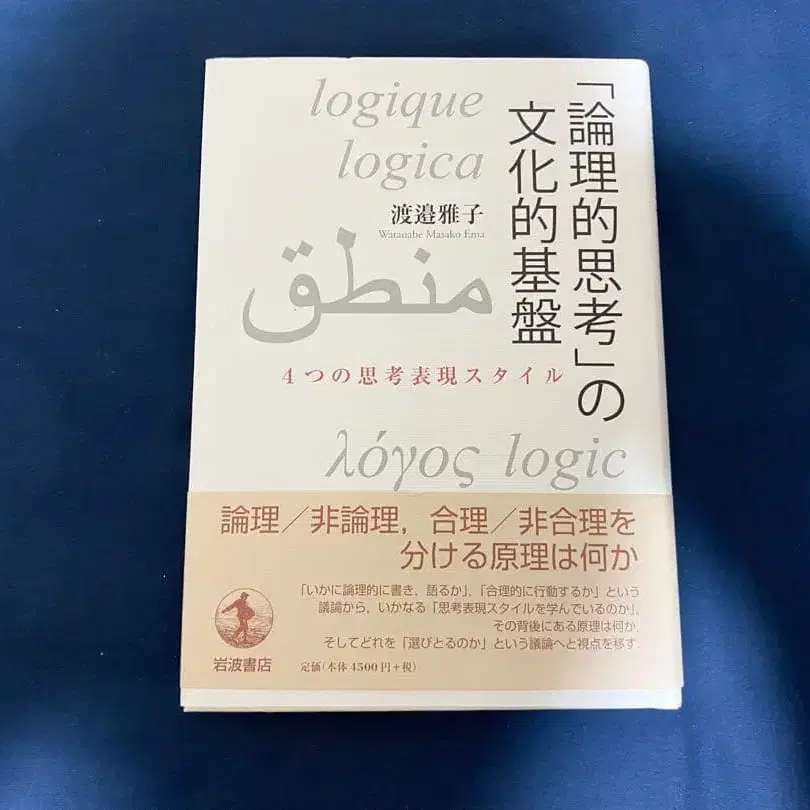 「論理的思考」の
文化的基盤
logique
logica
渡邉雅子
Watanabe Masako Ema
منطق
4つの思考表現スタイル
λόγος logic
論理／非論理，合理／非合理を
分ける原理は何か
「いかに論理的に書き，語るか」，「合理的に行動するか」という
議論から，いかなる「思考表現スタイルを学んでいるのか」，
その背後にある原理は何か，
そしてどれを「選びとるのか」という議論へと視点を移す．
岩波書店
定価（本体4500円+税）